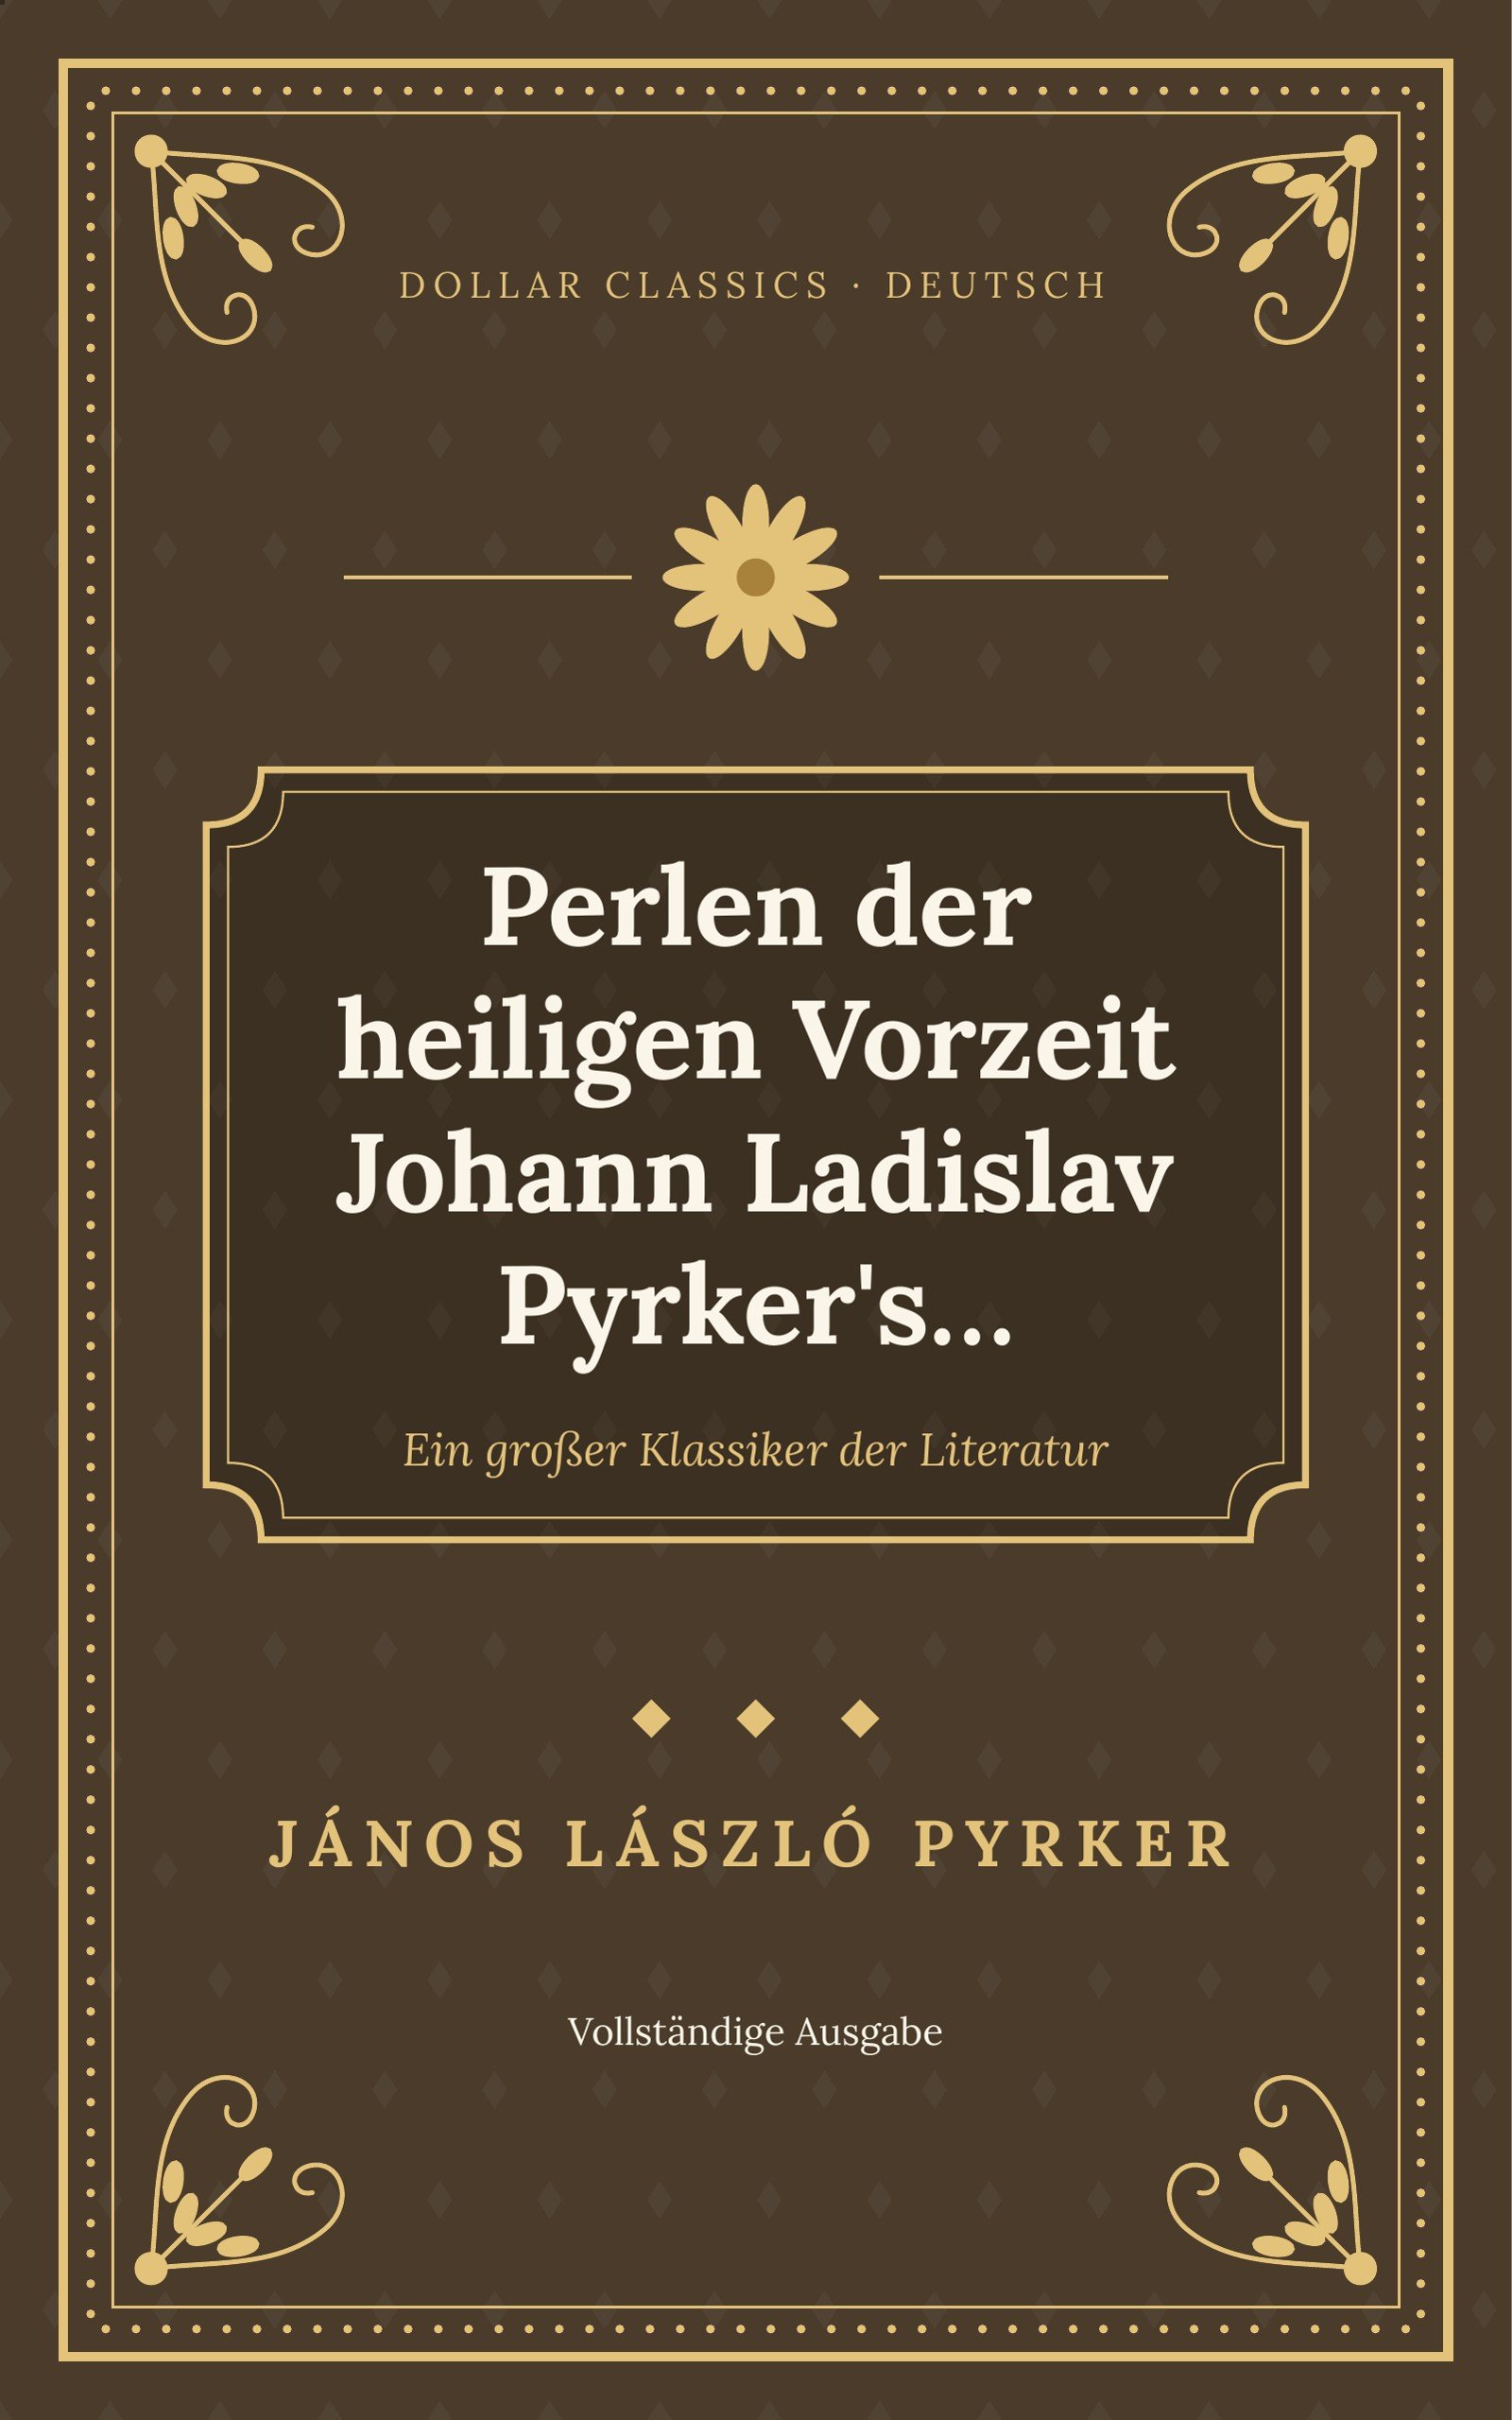 DOLLAR CLASSICS · DEUTSCH
Perlen der
heiligen Vorzeit
Johann Ladislav
Pyrker's...
Ein großer Klassiker der Literatur
JÁNOS LÁSZLÓ PYRKER
Vollständige Ausgabe